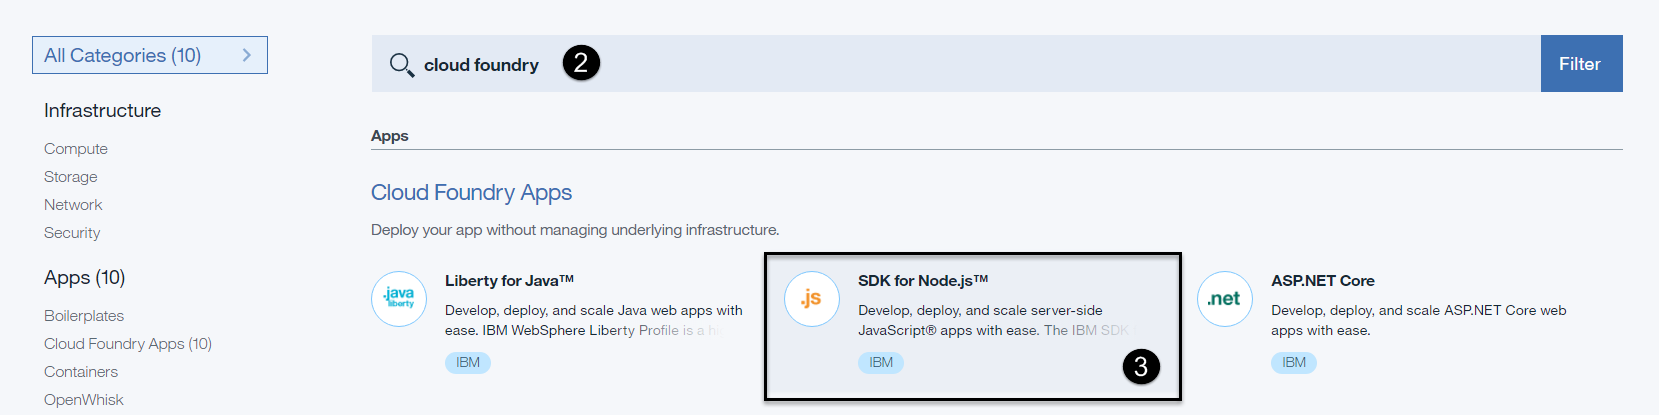 All Categories (10)
cloud foundry
2
Filter
Infrastructure
Compute
Storage
Network
Security
Apps (10)
Boilerplates
Cloud Foundry Apps (10)
Containers
OpenWhisk
Apps
Cloud Foundry Apps
Deploy your app without managing underlying infrastructure.
.java
liberty
Liberty for Java™
Develop, deploy, and scale Java web apps with
ease. IBM WebSphere Liberty Profile is a
IBM
.js
SDK for Node.js™
Develop, deploy, and scale server-side
JavaScript® apps with ease. The IBM SDK
IBM
3
.net
ASP.NET Core
Develop, deploy, and scale ASP.NET Core web
apps with ease.
IBM